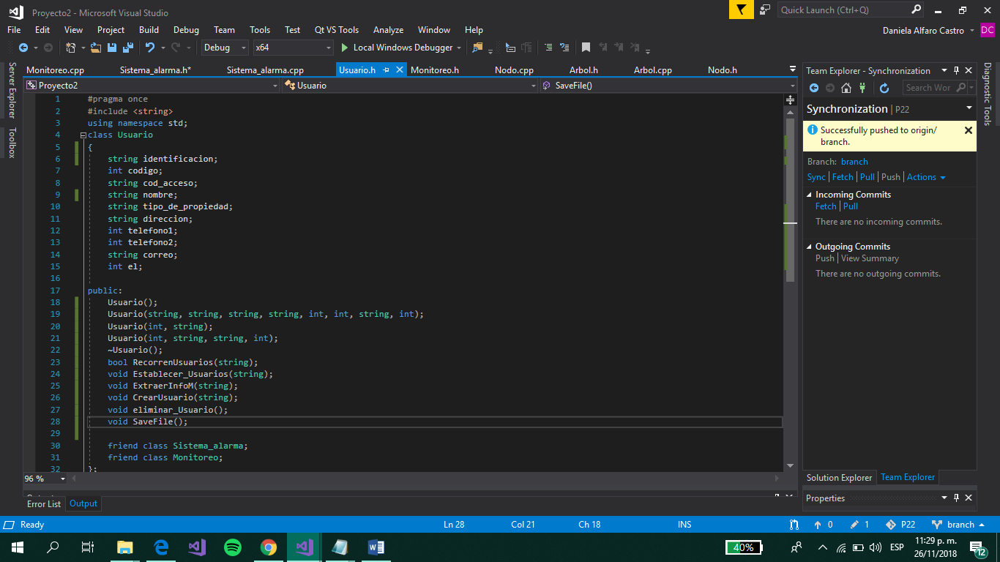 Proyecto2 - Microsoft Visual Studio
Quick Launch (Ctrl+Q)
File Edit View Project Build Debug Team Tools Test Qt VS Tools Analyze Window Help
Daniela Alfaro Castro DC
Debug x64 Local Windows Debugger
Server Explorer
Toolbox
Monitoreo.cpp Sistema_alarma.h* Sistema_alarma.cpp Usuario.h Monitoreo.h Nodo.cpp Arbol.h Arbol.cpp Nodo.h
Proyecto2 Usuario SaveFile()
1 #pragma once
2 #include <string>
3 using namespace std;
4 class Usuario
5 {
6 string identificacion;
7 int codigo;
8 string cod_acceso;
9 string nombre;
10 string tipo_de_propiedad;
11 string direccion;
12 int telefono1;
13 int telefono2;
14 string correo;
15 int el;
16
17 public:
18 Usuario();
19 Usuario(string, string, string, string, int, int, string, int);
20 Usuario(int, string);
21 Usuario(int, string, string, int);
22 ~Usuario();
23 bool RecorrenUsuarios(string);
24 void Establecer_Usuarios(string);
25 void ExtraerInfoM(string);
26 void CrearUsuario(string);
27 void eliminar_Usuario();
28 void SaveFile();
29
30 friend class Sistema_alarma;
31 friend class Monitoreo;
32 };
96 %
Error List Output
Team Explorer - Synchronization
Search Wor
Synchronization | P22
Successfully pushed to origin/
branch.
Branch: branch
Sync | Fetch | Pull | Push | Actions
Incoming Commits
Fetch | Pull
There are no incoming commits.
Outgoing Commits
Push | View Summary
There are no outgoing commits.
Solution Explorer Team Explorer
Properties
Diagnostic Tools
Ready Ln 28 Col 21 Ch 18 INS 0 1 P22 branch
40% ESP 11:29 p. m.
26/11/2018
12